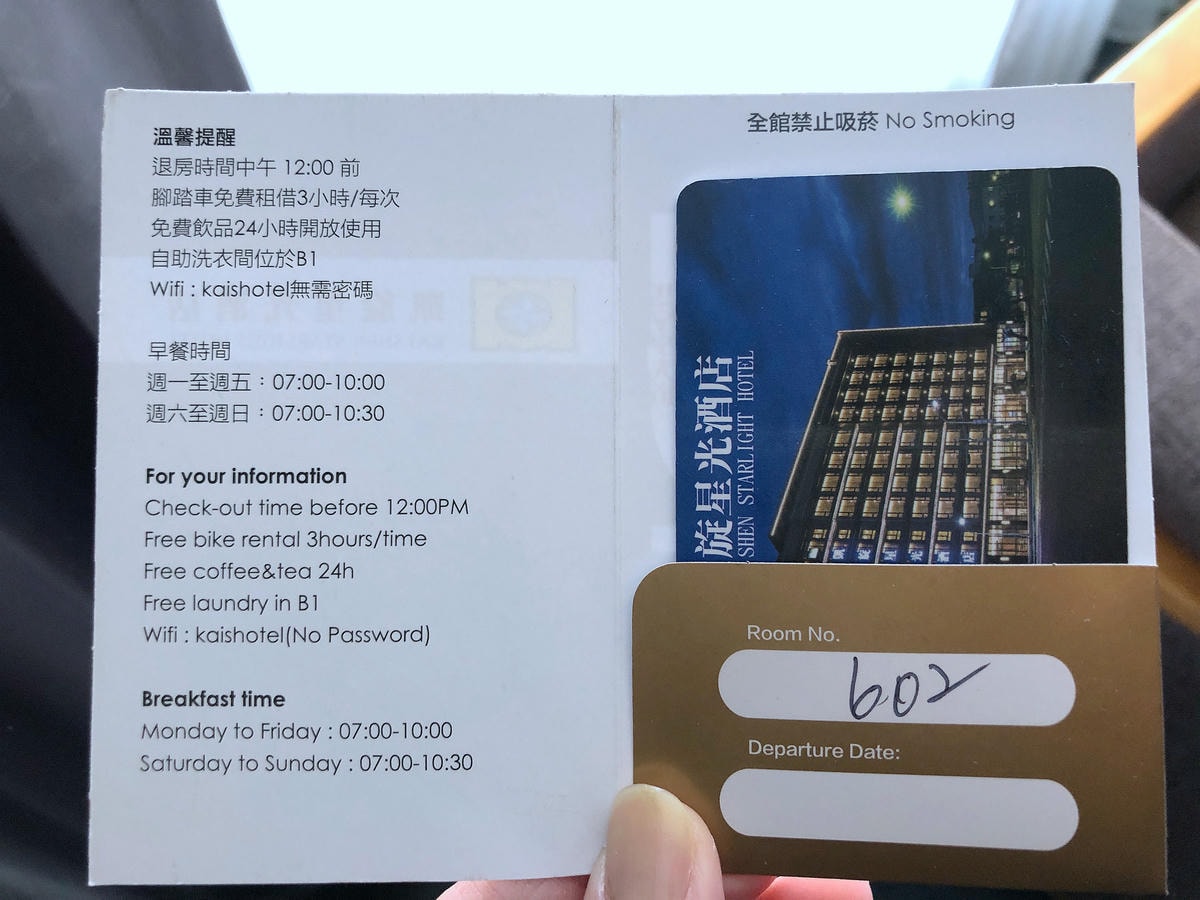 溫馨提醒
退房時間中午 12:00 前
腳踏車免費租借3小時/每次
免費飲品24小時開放使用
自助洗衣間位於B1
Wifi : kaishotel無需密碼
早餐時間
週一至週五：07:00-10:00
週六至週日：07:00-10:30
For your information
Check-out time before 12:00PM
Free bike rental 3hours/time
Free coffee&tea 24h
Free laundry in B1
Wifi : kaishotel(No Password)
Breakfast time
Monday to Friday : 07:00-10:00
Saturday to Sunday : 07:00-10:30
全館禁止吸菸 No Smoking
旋星光酒店
SHEN STARLIGHT HOTEL
凱旋星光酒店
Room No.
602
Departure Date: